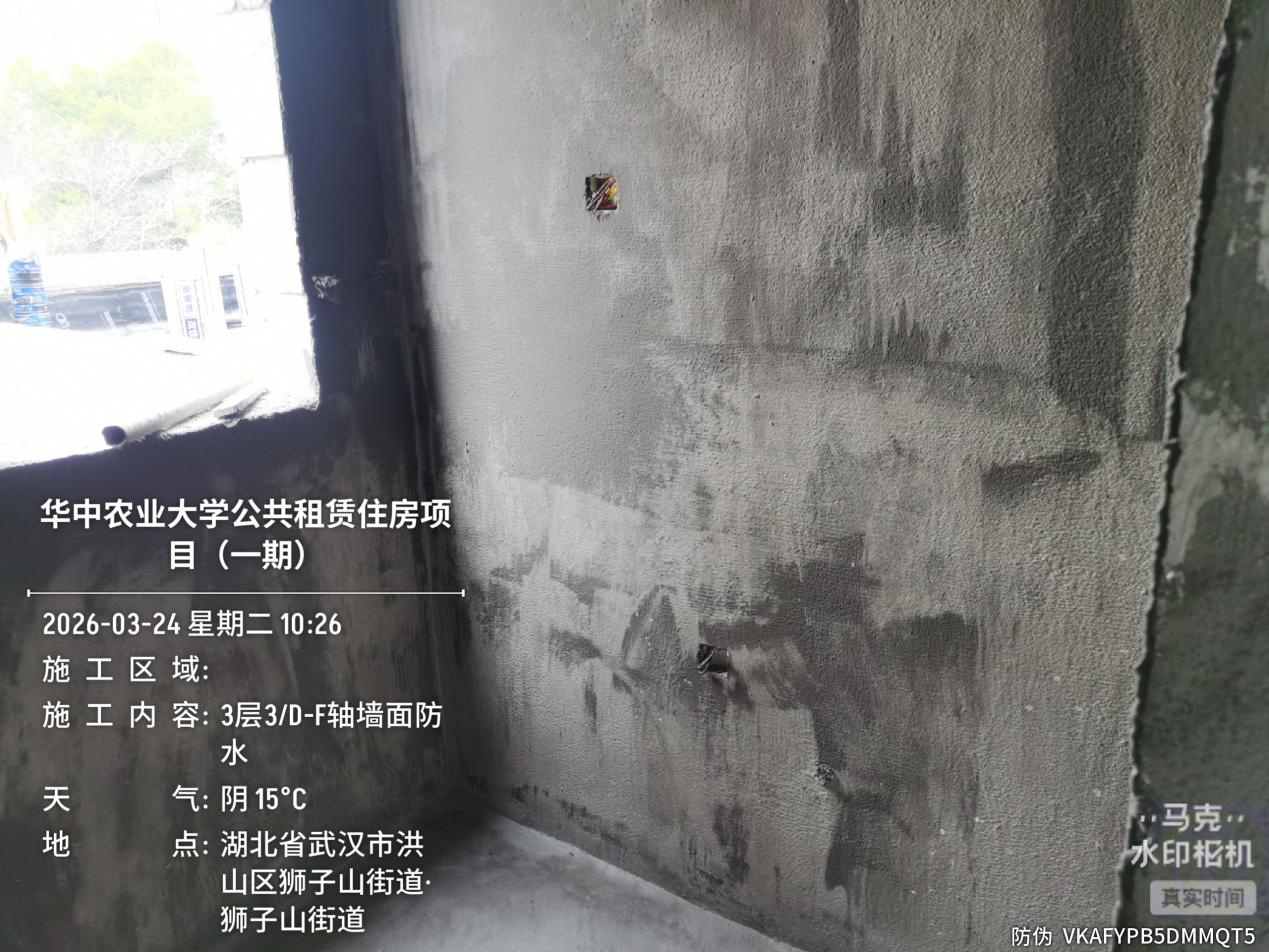 华中农业大学公共租赁住房项
目（一期）
2026-03-24 星期二 10:26
施工区域:
施工内容: 3层3/D-F轴墙面防
水
天气: 阴 15°C
地点: 湖北省武汉市洪
山区狮子山街道·
狮子山街道
马克
水印相机
真实时间
防伪 VKAFYPB5DMMQT5